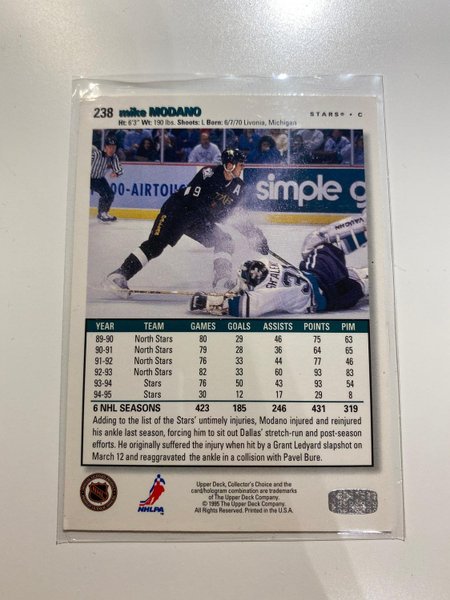 238 mike MODANO
Ht: 6'3" Wt: 190 lbs. Shoots: L Born: 6/7/70 Livonia, Michigan
STARS® • C
00-AIRTOU
simple g
9
A
VAUGHN
SHTALEN
35
YEAR TEAM GAMES GOALS ASSISTS POINTS PIM
89-90 North Stars 80 29 46 75 63
90-91 North Stars 79 28 36 64 65
91-92 North Stars 76 33 44 77 46
92-93 North Stars 82 33 60 93 83
93-94 Stars 76 50 43 93 54
94-95 Stars 30 12 17 29 8
6 NHL SEASONS 423 185 246 431 319
Adding to the list of the Stars' untimely injuries, Modano injured and reinjured
his ankle last season, forcing him to sit out Dallas' stretch-run and post-season
efforts. He originally suffered the injury when hit by a Grant Ledyard slapshot on
March 12 and reaggravated the ankle in a collision with Pavel Bure.
NHLPA
Upper Deck, Collector's Choice and the
card/hologram combination are trademarks
of The Upper Deck Company.
© 1995 The Upper Deck Company.
All Rights Reserved. Printed in the U.S.A.